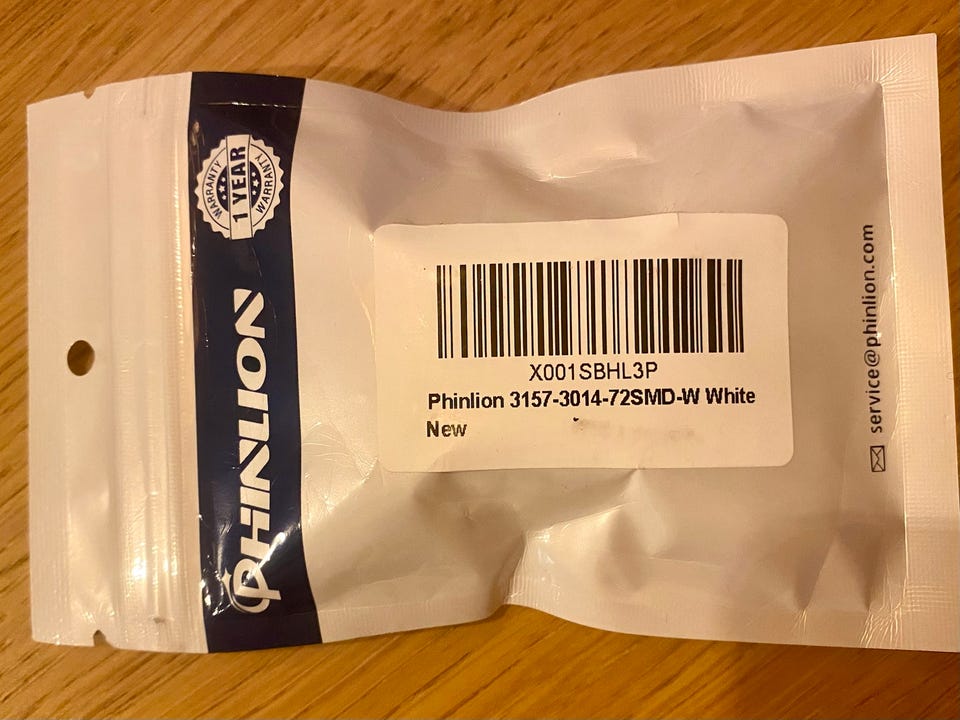 WARRANTY
1 YEAR
WARRANTY
PHINLION
X001SBHL3P
Phinlion 3157-3014-72SMD-W White
New
service@phinlion.com